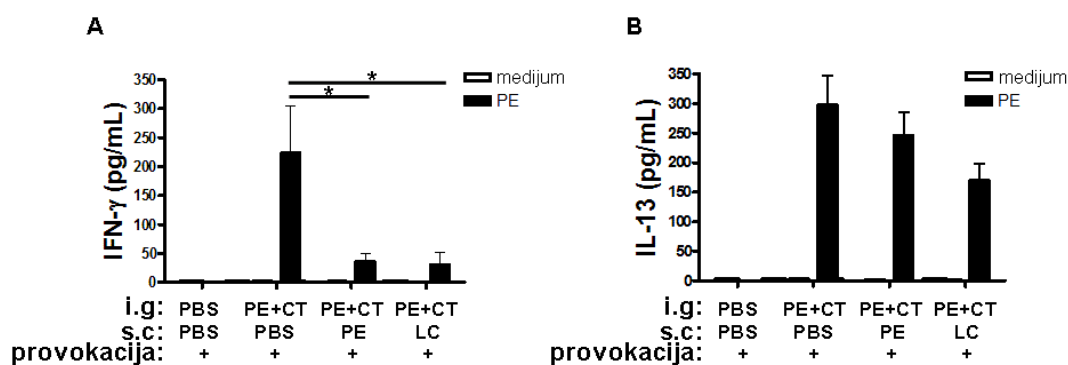 A
B
medijum
PE
medijum
PE
*
*
IFN-γ (pg/mL)
350
300
250
200
150
100
50
0
IL-13 (pg/mL)
350
300
250
200
150
100
50
0
i.g: PBS PE+CT PE+CT PE+CT
s.c: PBS PBS PE LC
provokacija: + + + +
i.g: PBS PE+CT PE+CT PE+CT
s.c: PBS PBS PE LC
provokacija: + + + +